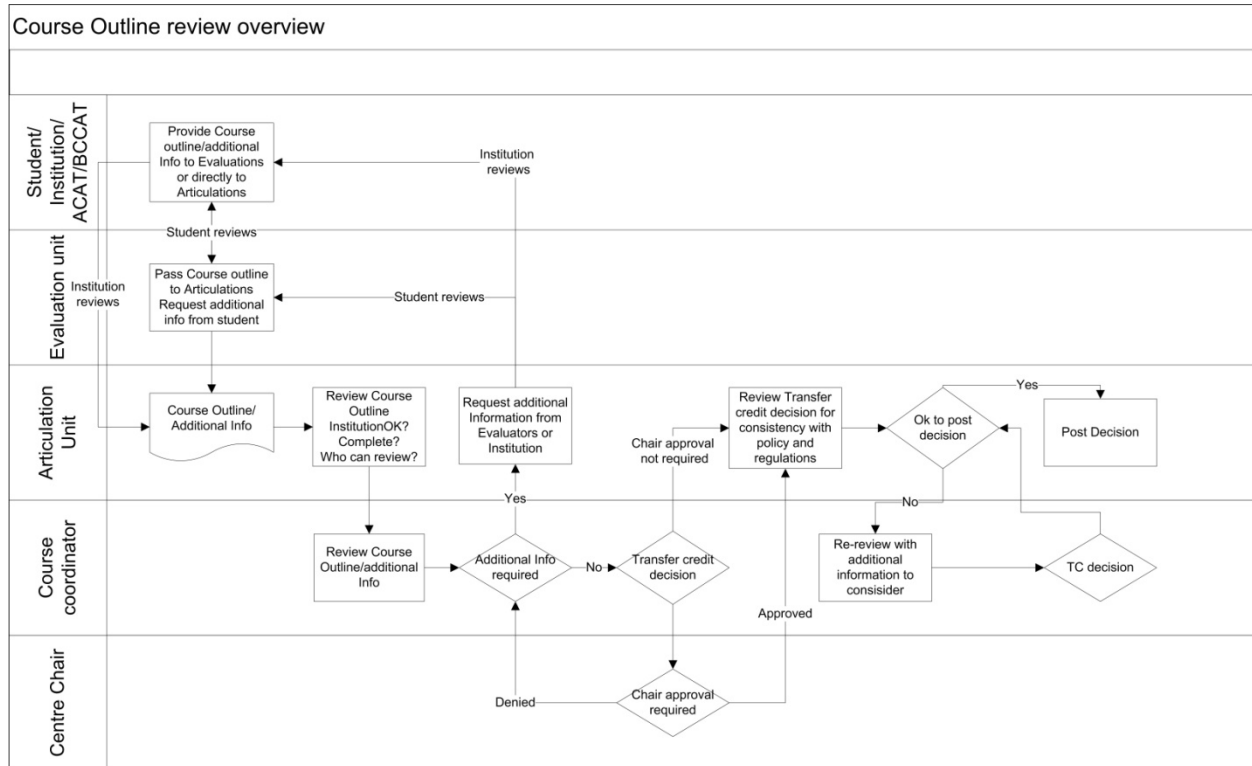 Course Outline review overview
Student/
Institution/
ACAT/BCCAT
Provide Course
outline/additional
Info to Evaluations
or directly to
Articulations
Institution
reviews
Student reviews
Evaluation unit
Institution
reviews
Pass Course outline
to Articulations
Request additional
info from student
Student reviews
Articulation
Unit
Course Outline/
Additional Info
Review Course
Outline
InstitutionOK?
Complete?
Who can review?
Request additional
Information from
Evaluators or
Institution
Chair approval
not required
Review Transfer
credit decision for
consistency with
policy and
regulations
Ok to post
decision
Yes
Post Decision
Yes
No
Course
coordinator
Review Course
Outline/additional
Info
Additional Info
required
No
Transfer credit
decision
Approved
Re-review with
additional
information to
consisider
TC decision
Centre Chair
Denied
Chair approval
required